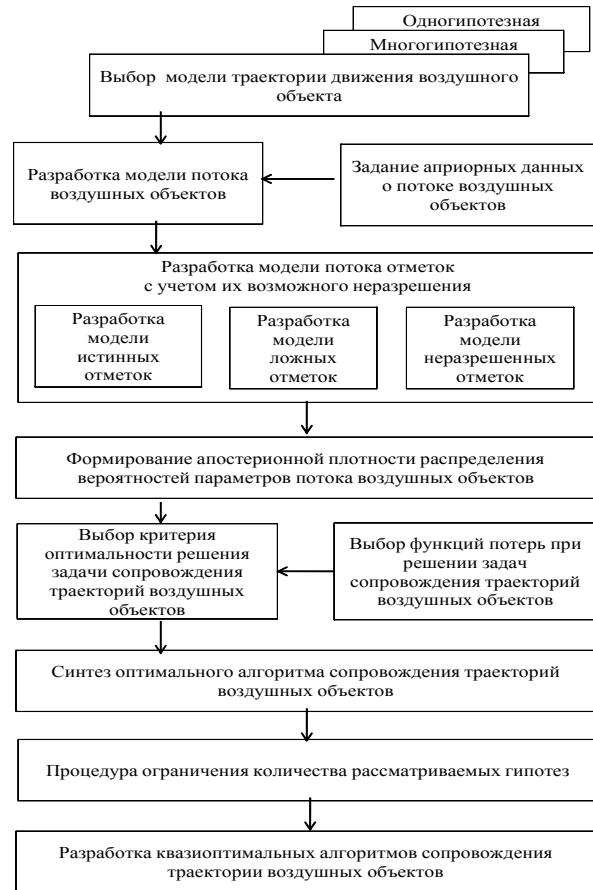 Одногипотезная
Многогипотезная
Выбор модели траектории движения воздушного
объекта
Разработка модели потока
воздушных объектов
Задание априорных данных
о потоке воздушных
объектов
Разработка модели потока отметок
с учетом их возможного неразрешения
Разработка
модели
истинных
отметок
Разработка
модели
ложных
отметок
Разработка
модели
неразрешенных
отметок
Формирование апостерионной плотности распределения
вероятностей параметров потока воздушных объектов
Выбор критерия
оптимальности решения
задачи сопровождения
траекторий воздушных
объектов
Выбор функций потерь при
решении задач
сопровождения траекторий
воздушных объектов
Синтез оптимального алгоритма сопровождения траекторий
воздушных объектов
Процедура ограничения количества рассматриваемых гипотез
Разработка квазиоптимальных алгоритмов сопровождения
траектории воздушных объектов